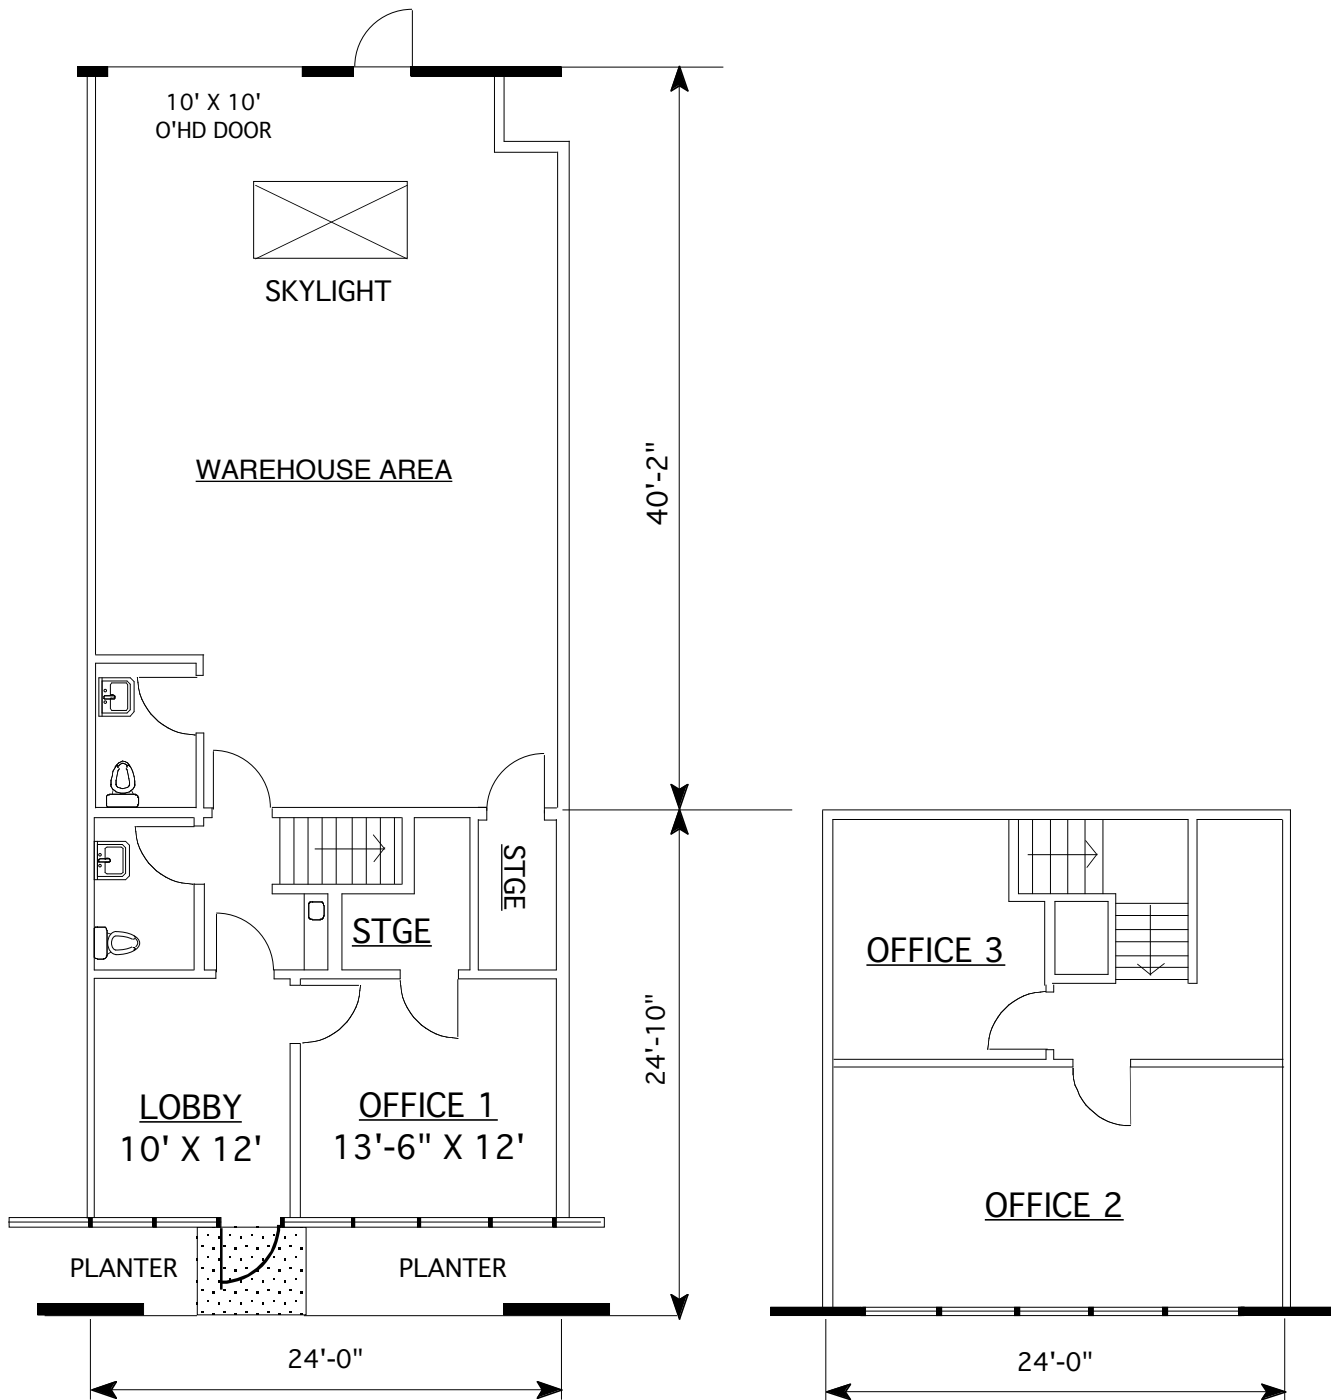 10' X 10'
O'HD DOOR
SKYLIGHT
WAREHOUSE AREA
40'-2"
STGE
STGE
OFFICE 3
24'-10"
LOBBY
10' X 12'
OFFICE 1
13'-6" X 12'
OFFICE 2
PLANTER
PLANTER
24'-0"
24'-0"